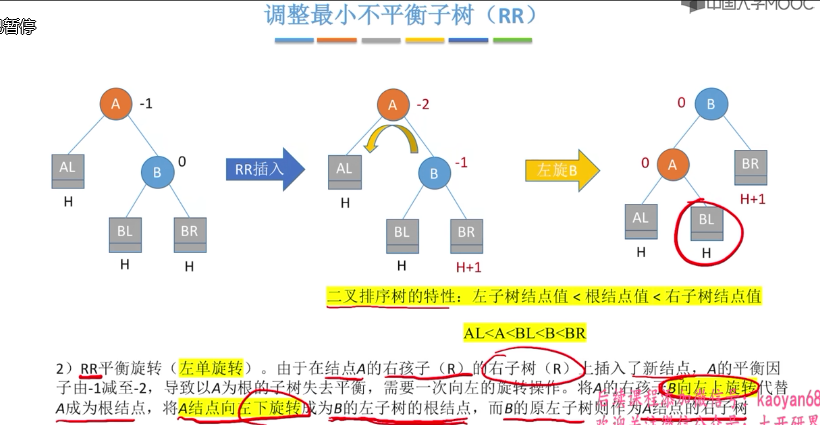 调整最小不平衡子树（RR）
中国大学MOOC
暂停
A -1
AL
H
B 0
BL
H
BR
H
RR插入
A -2
AL
H
B -1
BL
H
BR
H+1
左旋B
0 B
0 A
BR
H+1
AL
H
BL
H
二叉排序树的特性：左子树结点值 < 根结点值 < 右子树结点值
AL<A<BL<B<BR
2）RR平衡旋转（左单旋转）。由于在结点A的右孩子（R）的右子树（R）上插入了新结点，A的平衡因
子由-1减至-2，导致以A为根的子树失去平衡，需要一次向左的旋转操作。将A的右孩子B向左上旋转代替
A成为根结点，将A结点向左下旋转成为B的左子树的根结点，而B的原左子树则作为A结点的右子树
kaoyan68